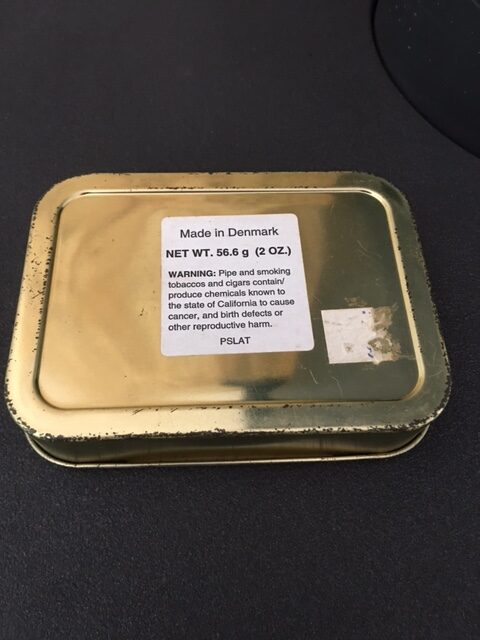 Made in Denmark
NET WT. 56.6 g (2 OZ.)
WARNING: Pipe and smoking
tobaccos and cigars contain/
produce chemicals known to
the state of California to cause
cancer, and birth defects or
other reproductive harm.
PSLAT